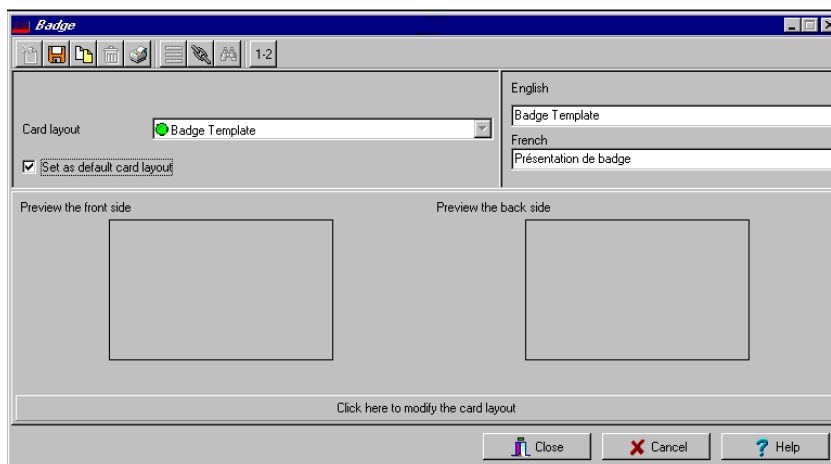 Badge
1-2
English
Badge Template
Card layout
Badge Template
French
Présentation de badge
Set as default card layout
Preview the front side
Preview the back side
Click here to modify the card layout
Close
Cancel
Help